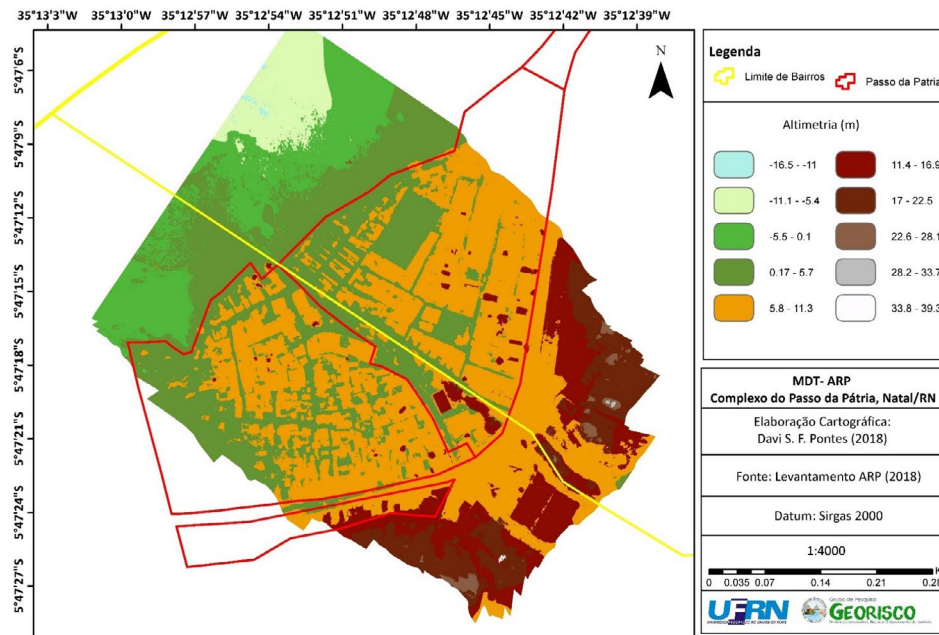 35°13'3"W 35°13'0"W 35°12'57"W 35°12'54"W 35°12'51"W 35°12'48"W 35°12'45"W 35°12'42"W 35°12'39"W
5°47'6"S
5°47'9"S
5°47'12"S
5°47'15"S
5°47'18"S
5°47'21"S
5°47'24"S
5°47'27"S
N
Legenda
Limite de Bairros Passo da Patria
Altimetria (m)
-16.5 - -11 11.4 - 16.9
-11.1 - -5.4 17 - 22.5
-5.5 - 0.1 22.6 - 28.1
0.17 - 5.7 28.2 - 33.7
5.8 - 11.3 33.8 - 39.3
MDT- ARP
Complexo do Passo da Pátria, Natal/RN
Elaboração Cartográfica:
Davi S. F. Pontes (2018)
Fonte: Levantamento ARP (2018)
Datum: Sirgas 2000
1:4000
0 0.035 0.07 0.14 0.21 0.28
UFRN
Grupo de Pesquisa
GEORISCO